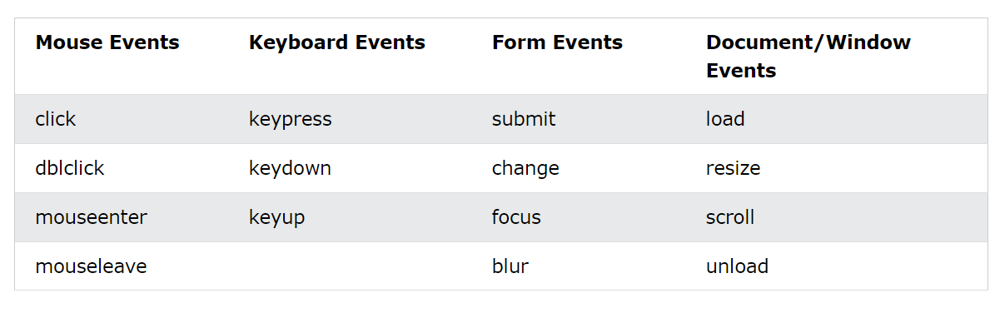 Mouse Events Keyboard Events Form Events Document/Window
Events
click keypress submit load
dblclick keydown change resize
mouseenter keyup focus scroll
mouseleave blur unload